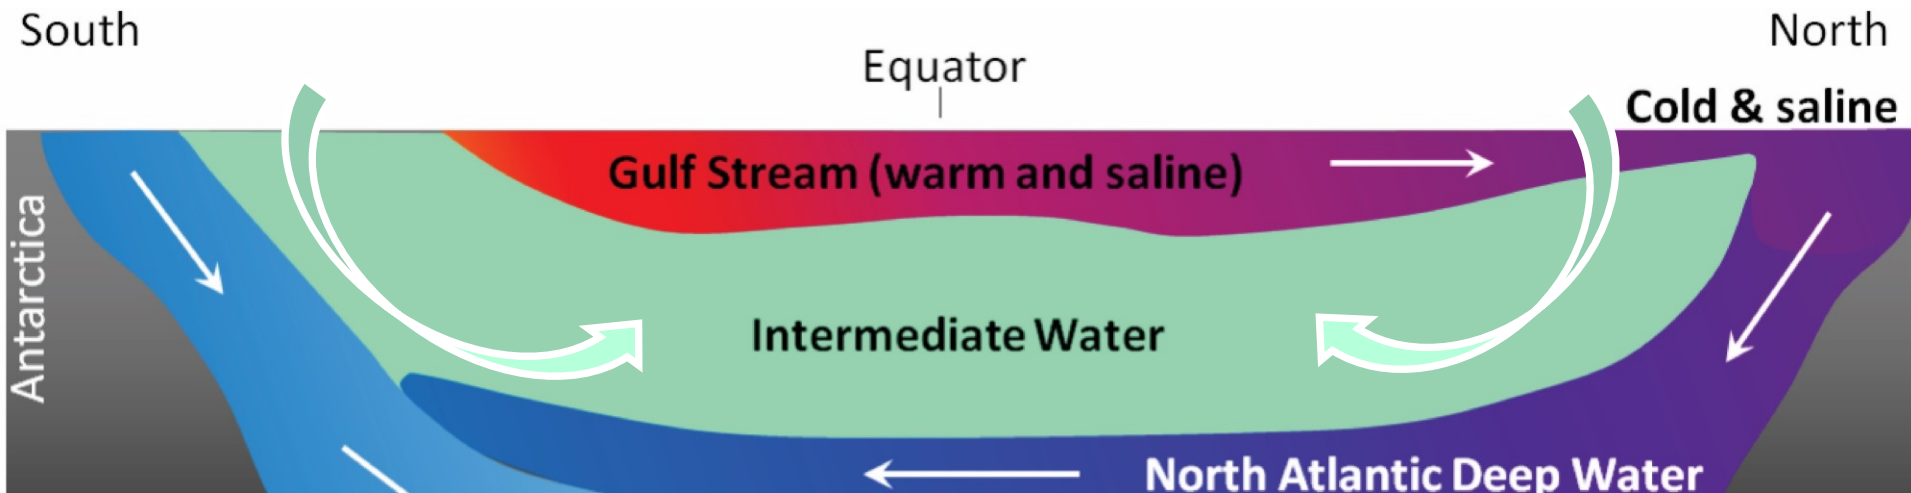 South
North
Equator
Cold & saline
Gulf Stream (warm and saline)
Antarctica
Intermediate Water
North Atlantic Deep Water